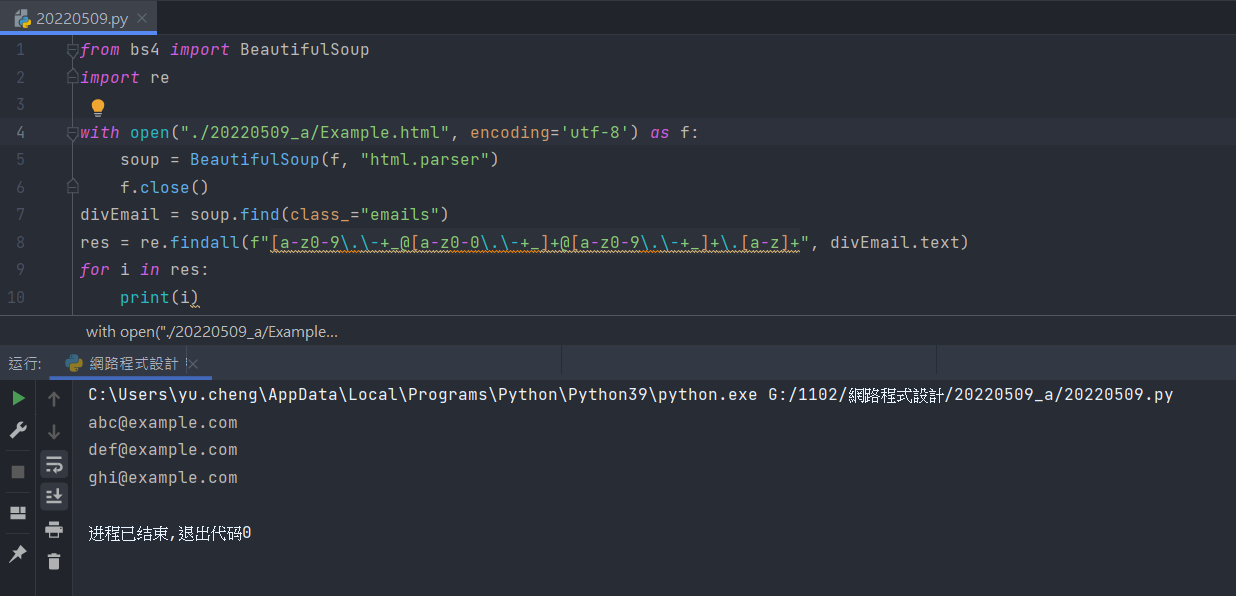 20220509.py
1 from bs4 import BeautifulSoup
2 import re
3
4 with open("./20220509_a/Example.html", encoding='utf-8') as f:
5     soup = BeautifulSoup(f, "html.parser")
6     f.close()
7 divEmail = soup.find(class_="emails")
8 res = re.findall(f"[a-z0-9\.\-+_@[a-z0-0\.\-+_]+@[a-z0-9\.\-+_]+\.[a-z]+", divEmail.text)
9 for i in res:
10     print(i)
with open("./20220509_a/Example...
运行: 網路程式設計
C:\Users\yu.cheng\AppData\Local\Programs\Python\Python39\python.exe G:/1102/網路程式設計/20220509_a/20220509.py
abc@example.com
def@example.com
ghi@example.com
进程已结束,退出代码0